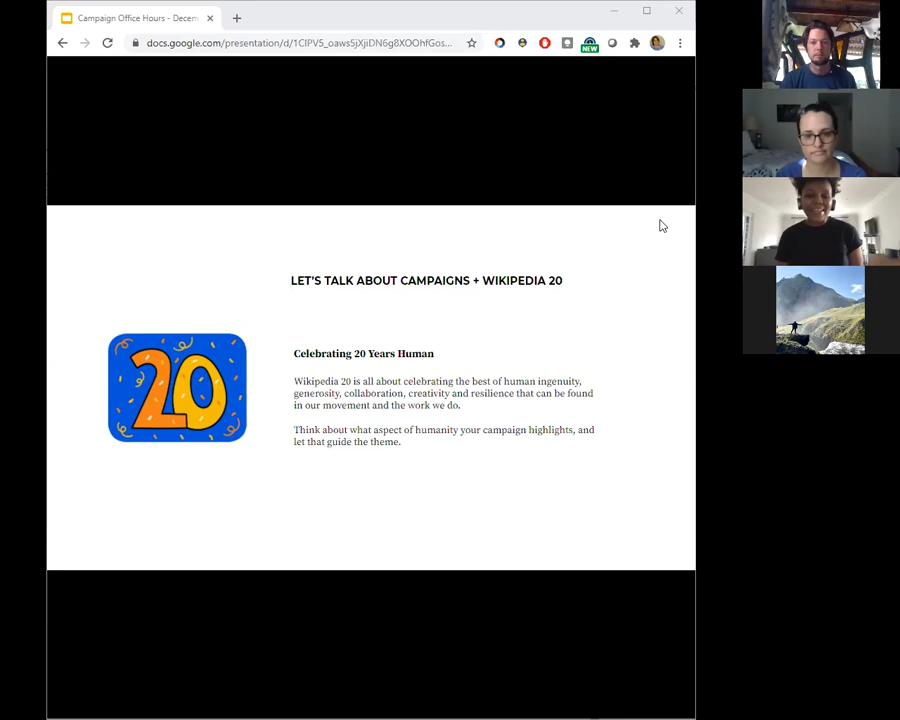 Campaign Office Hours - Decem
docs.google.com/presentation/d/1CIPV5_oaws5jXjiDN6g8XOOhfGos...
NEW
LET'S TALK ABOUT CAMPAIGNS + WIKIPEDIA 20
20
Celebrating 20 Years Human
Wikipedia 20 is all about celebrating the best of human ingenuity,
generosity, collaboration, creativity and resilience that can be found
in our movement and the work we do.
Think about what aspect of humanity your campaign highlights, and
let that guide the theme.